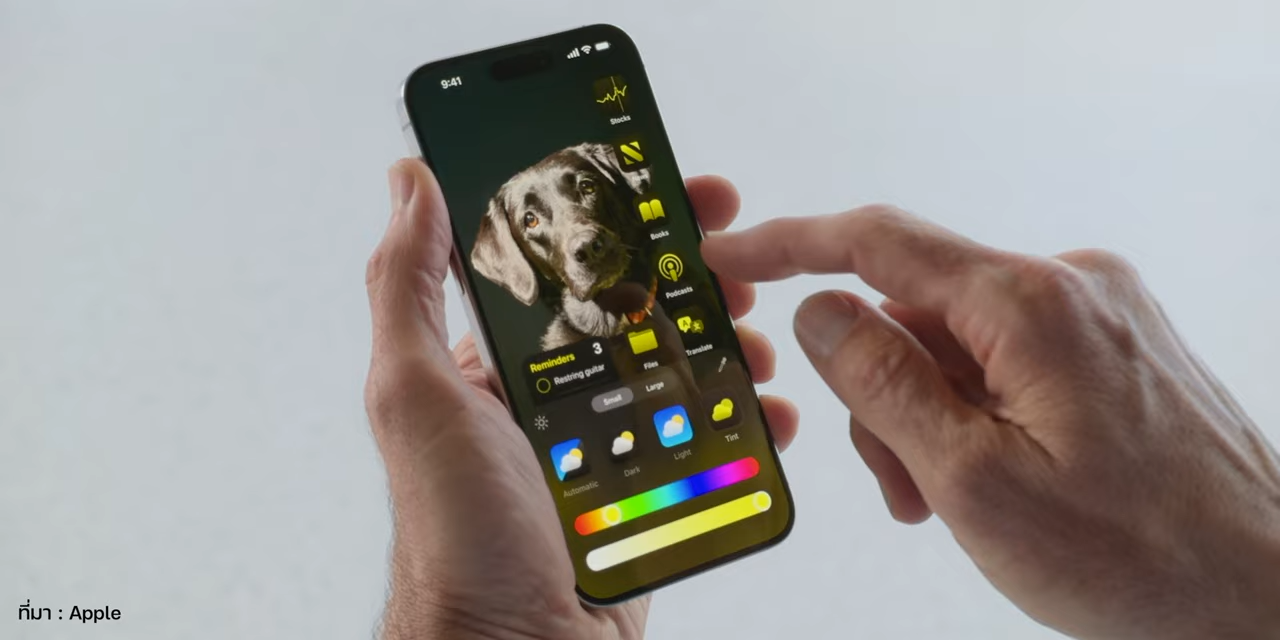 9:41
Stocks
Books
Podcasts
Translate
Files
Reminders 3
Restring guitar
Small
Large
Automatic
Dark
Light
Tint
ที่มา : Apple